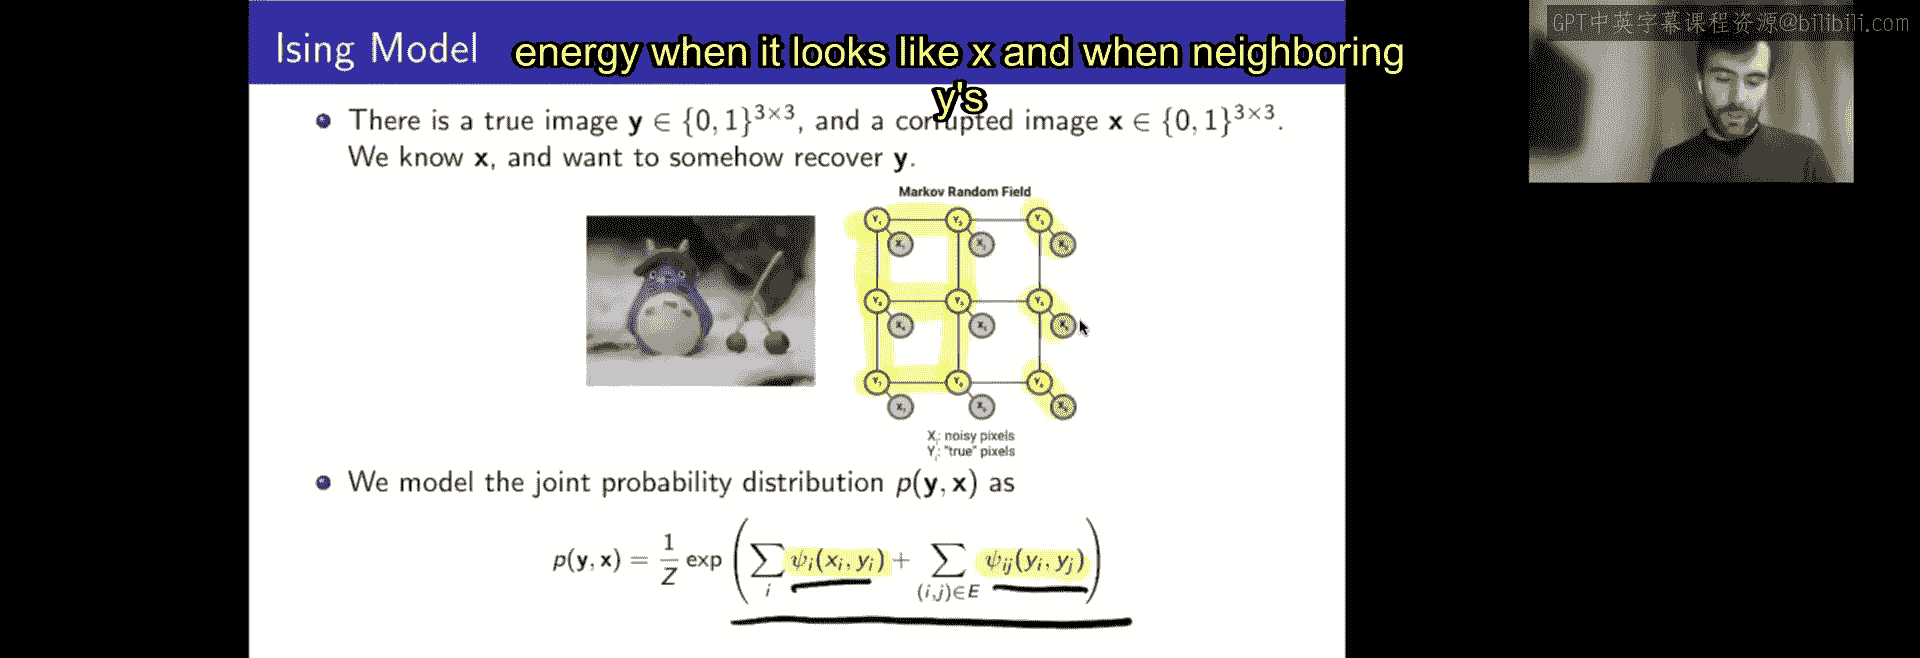 Ising Model
energy when it looks like x and when neighboring
y's
GPT中英字幕课程资源@bilibili.com
There is a true image y ∈ {0, 1}^{3×3}, and a corrupted image x ∈ {0, 1}^{3×3}.
We know x, and want to somehow recover y.
Markov Random Field
X_i: noisy pixels
Y_i: "true" pixels
We model the joint probability distribution p(y, x) as
p(y, x) = 1/Z exp ( ∑_i ψ_i(x_i, y_i) + ∑_{(i,j)∈E} ψ_{ij}(y_i, y_j) )